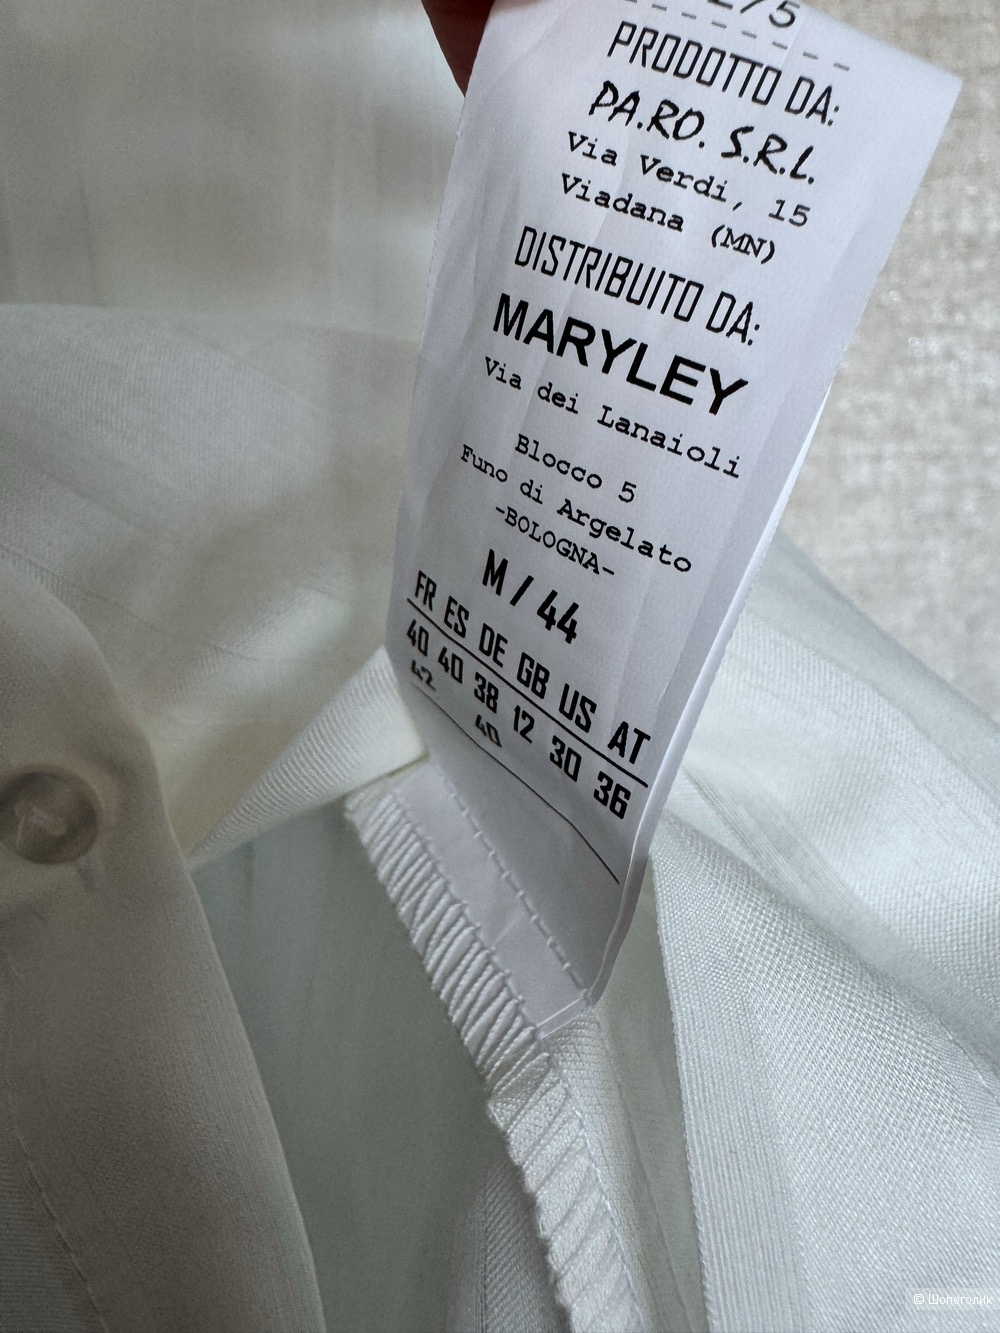 PRODOTTO DA:
PA.RO. S.R.L.
Via Verdi, 15
Viadana (MN)
DISTRIBUITO DA:
MARYLEY
Via dei Lanaioli
Blocco 5
Funo di Argelato
-BOLOGNA-
M / 44
FR ES DE GB US AT
40 40 38 12 30 36
42 40
© Шопоголик